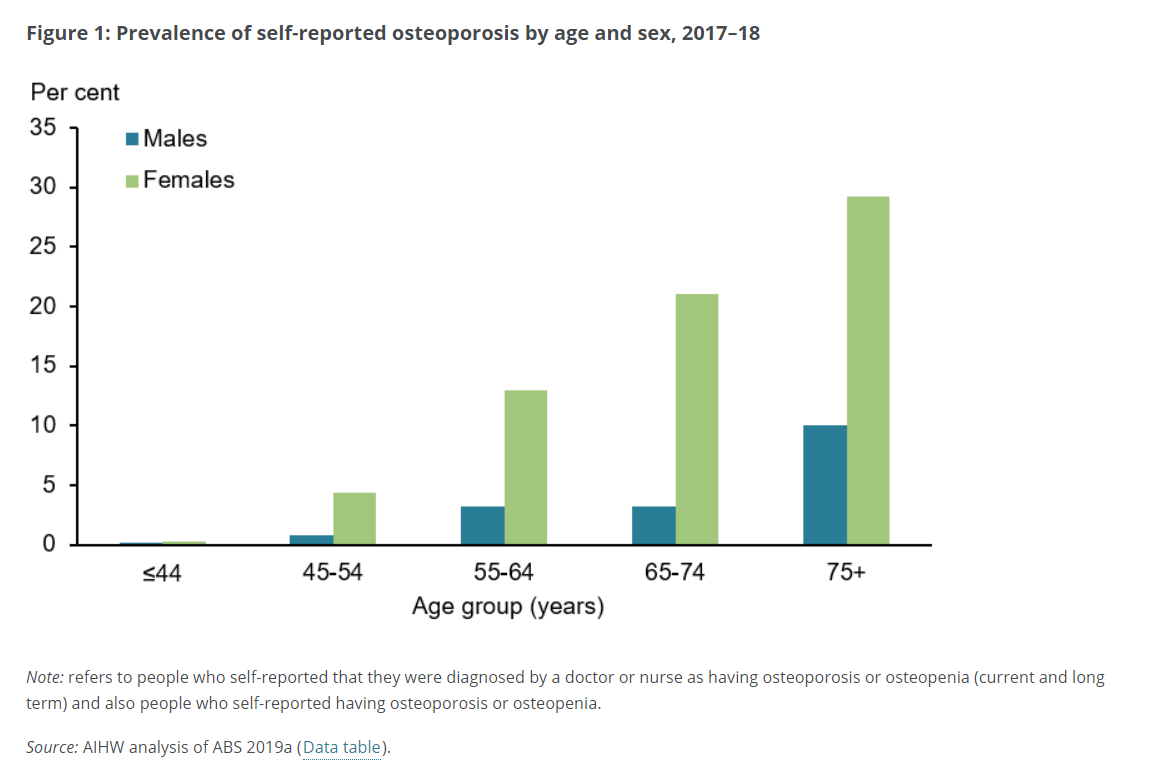 Figure 1: Prevalence of self-reported osteoporosis by age and sex, 2017–18
Per cent
35
Males
Females
30
25
20
15
10
5
0
≤44 45-54 55-64 65-74 75+
Age group (years)
Note: refers to people who self-reported that they were diagnosed by a doctor or nurse as having osteoporosis or osteopenia (current and long
term) and also people who self-reported having osteoporosis or osteopenia.
Source: AIHW analysis of ABS 2019a (Data table).